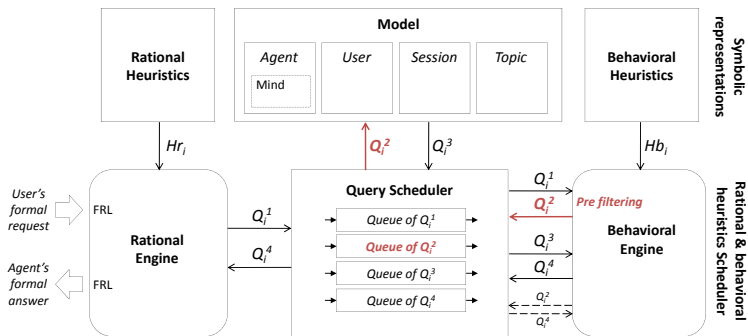 Model
Rational
Heuristics
Agent
Mind
User
Session
Topic
Behavioral
Heuristics
Symbolic
representations
Hr_i
Q_i^2
Q_i^3
Hb_i
User's
formal
request
FRL
Rational
Engine
Agent's
formal
answer
FRL
Q_i^1
Q_i^4
Query Scheduler
Queue of Q_i^1
Queue of Q_i^2
Queue of Q_i^3
Queue of Q_i^4
Q_i^1
Q_i^2
Pre filtering
Q_i^3
Q_i^4
Q_i^2
Q_i^4
Behavioral
Engine
Rational & behavioral
heuristics Scheduler